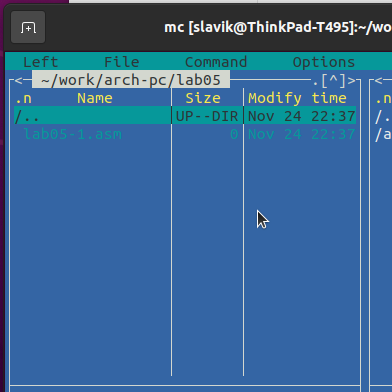 mc [slavik@ThinkPad-T495]:~/wo
Left File Command Options
<─ ~/work/arch-pc/lab05 ─.[^]>
.n Name Size Modify time .n
/.. UP--DIR Nov 24 22:37 /.
lab05-1.asm 0 Nov 24 22:37 /a